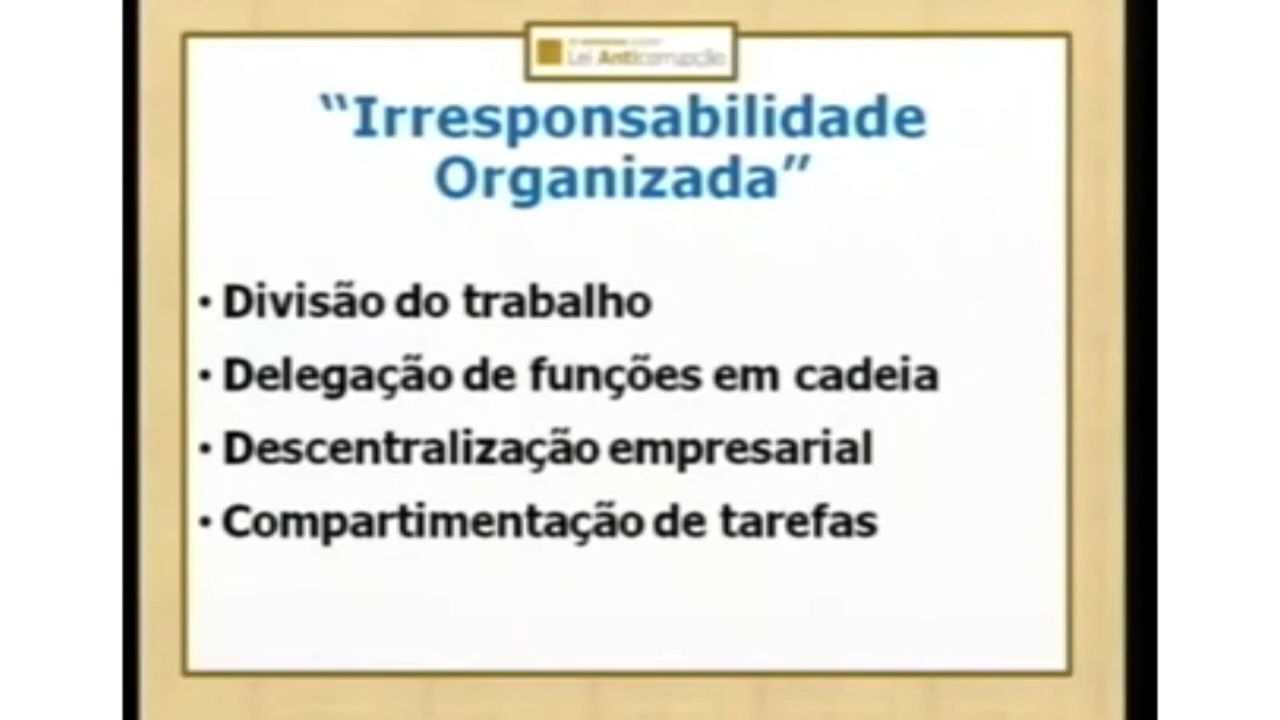 Lei Anticorrupção
“Irresponsabilidade
Organizada”
• Divisão do trabalho
• Delegação de funções em cadeia
• Descentralização empresarial
• Compartimentação de tarefas